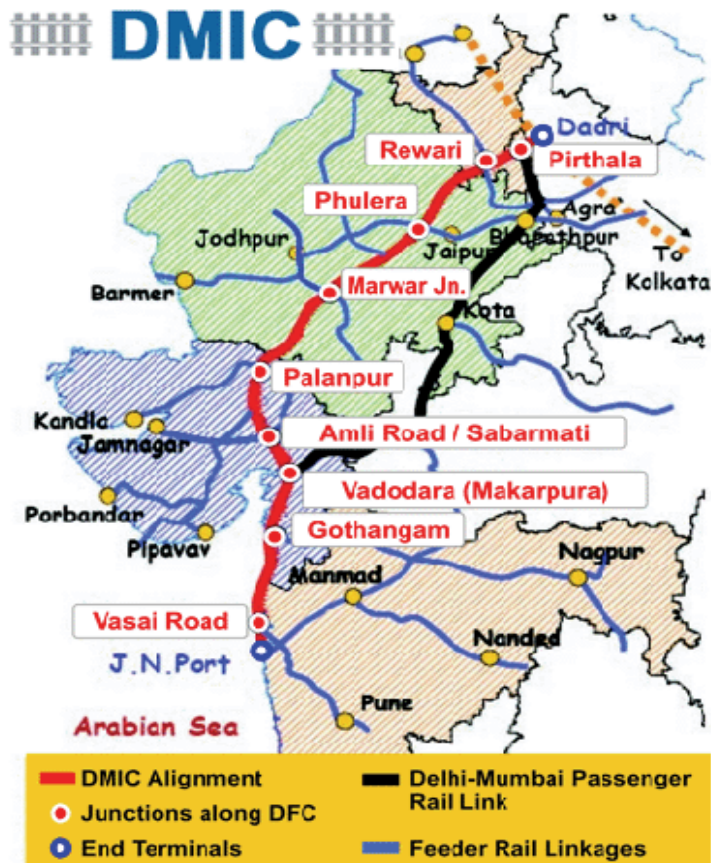 DMIC
Dadri
Rewari
Pirthala
Phulera
Agra
Jodhpur
Jaipur
Bharathpur
To
Kolkata
Barmer
Marwar Jn.
Kota
Palanpur
Kandla
Jamnagar
Amli Road / Sabarmati
Vadodara (Makarpura)
Porbandar
Pipavav
Gothangam
Nagpur
Manmad
Vasai Road
Nanded
J.N.Port
Pune
Arabian Sea
DMIC Alignment
Junctions along DFC
End Terminals
Delhi-Mumbai Passenger
Rail Link
Feeder Rail Linkages